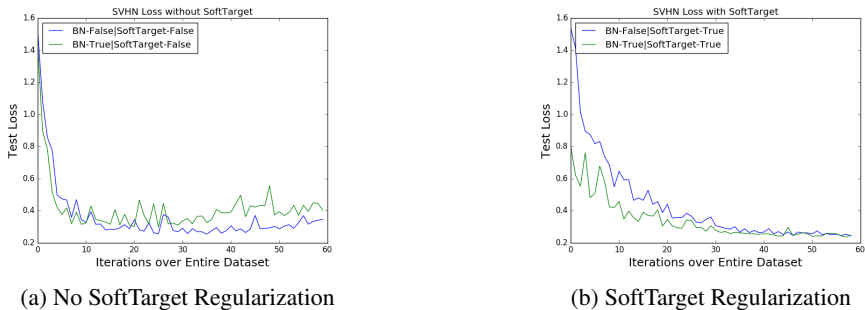 SVHN Loss without SoftTarget
1.6
1.4
1.2
1.0
0.8
0.6
0.4
0.2
Test Loss
BN-False|SoftTarget-False
BN-True|SoftTarget-False
0 10 20 30 40 50 60
Iterations over Entire Dataset
(a) No SoftTarget Regularization
SVHN Loss with SoftTarget
1.6
1.4
1.2
1.0
0.8
0.6
0.4
0.2
Test Loss
BN-False|SoftTarget-True
BN-True|SoftTarget-True
0 10 20 30 40 50 60
Iterations over Entire Dataset
(b) SoftTarget Regularization